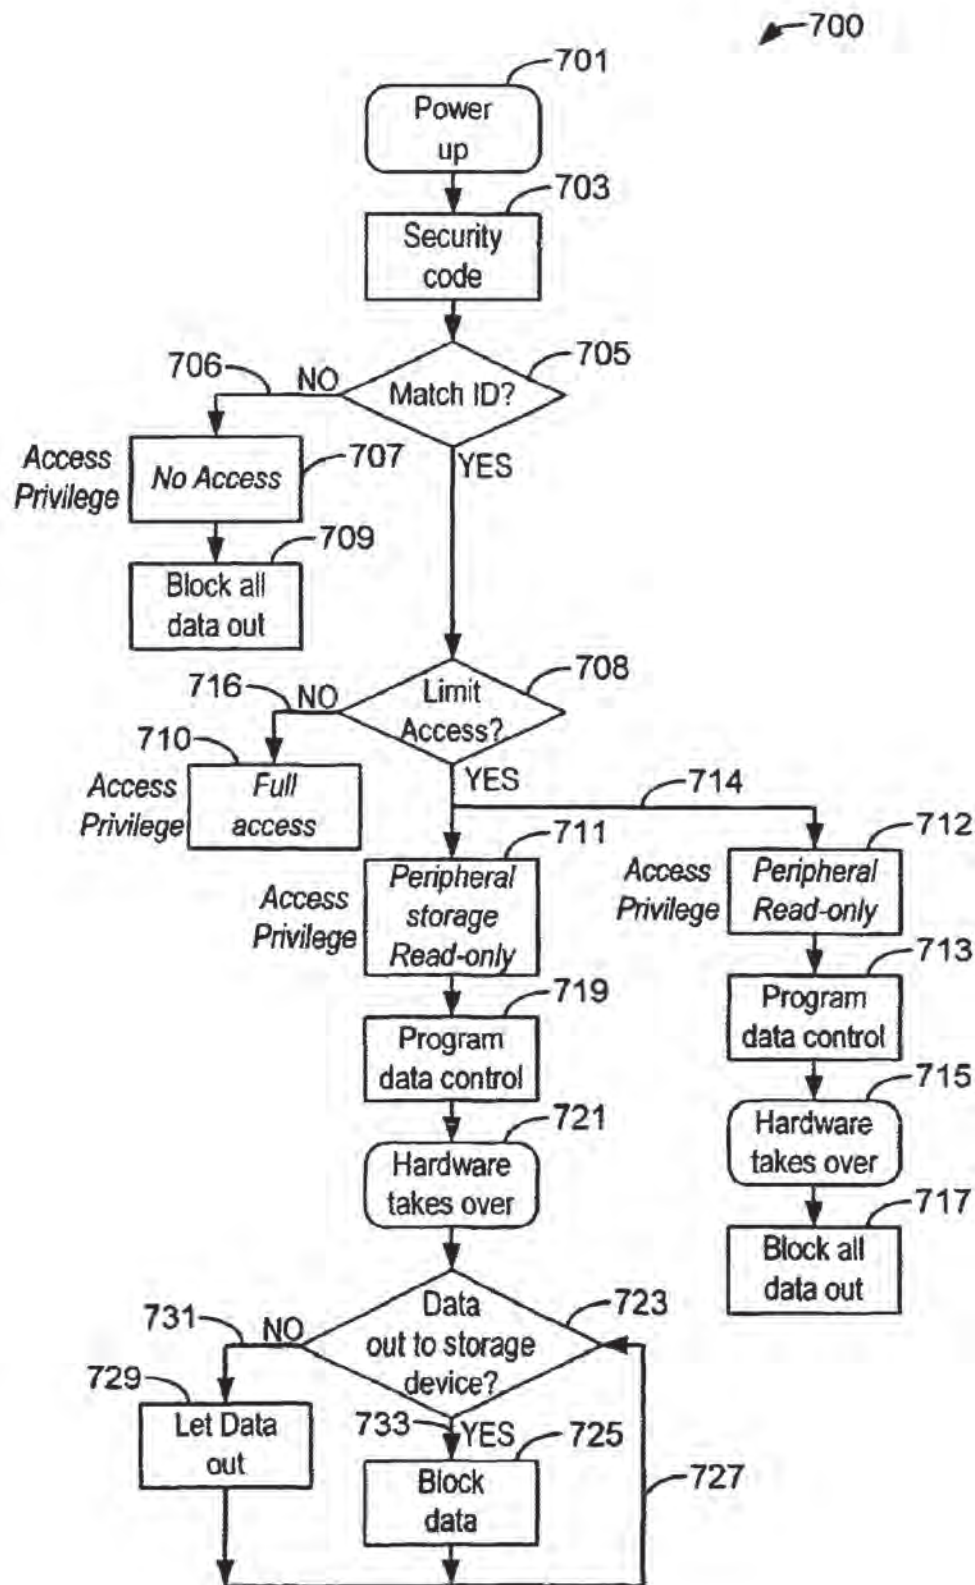 700
701
Power
up
703
Security
code
705
706
NO
Match ID?
Access
Privilege
No Access
707
YES
709
Block all
data out
708
716
NO
Limit
Access?
710
Access
Privilege
Full
access
YES
714
711
712
Access
Privilege
Peripheral
storage
Read-only
Access
Privilege
Peripheral
Read-only
713
719
Program
data control
Program
data control
715
721
Hardware
takes over
Hardware
takes over
717
Block all
data out
723
731
NO
Data
out to storage
device?
729
Let Data
out
733
YES
725
Block
data
727